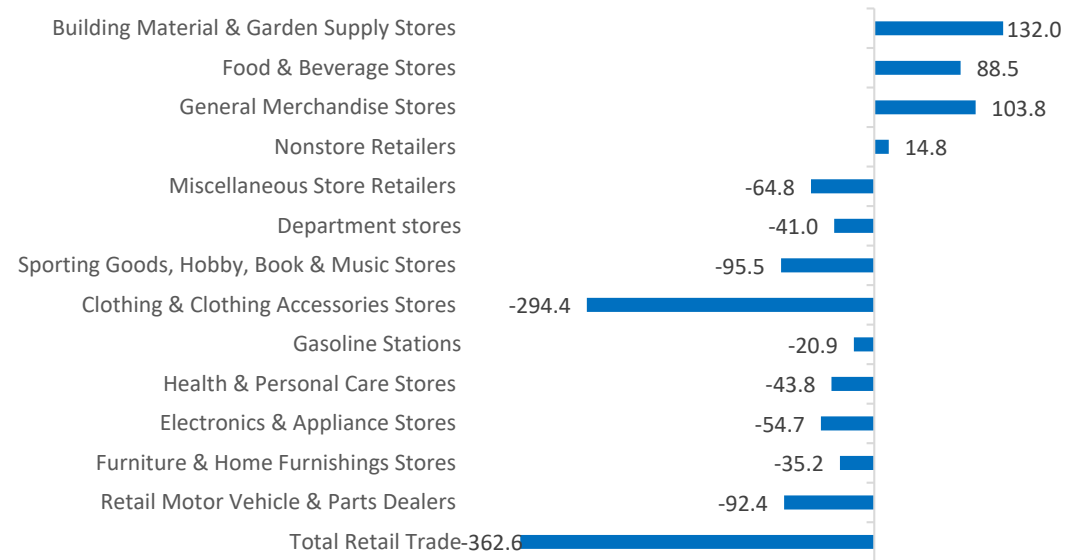 Building Material & Garden Supply Stores 132.0
Food & Beverage Stores 88.5
General Merchandise Stores 103.8
Nonstore Retailers 14.8
Miscellaneous Store Retailers -64.8
Department stores -41.0
Sporting Goods, Hobby, Book & Music Stores -95.5
Clothing & Clothing Accessories Stores -294.4
Gasoline Stations -20.9
Health & Personal Care Stores -43.8
Electronics & Appliance Stores -54.7
Furniture & Home Furnishings Stores -35.2
Retail Motor Vehicle & Parts Dealers -92.4
Total Retail Trade -362.6